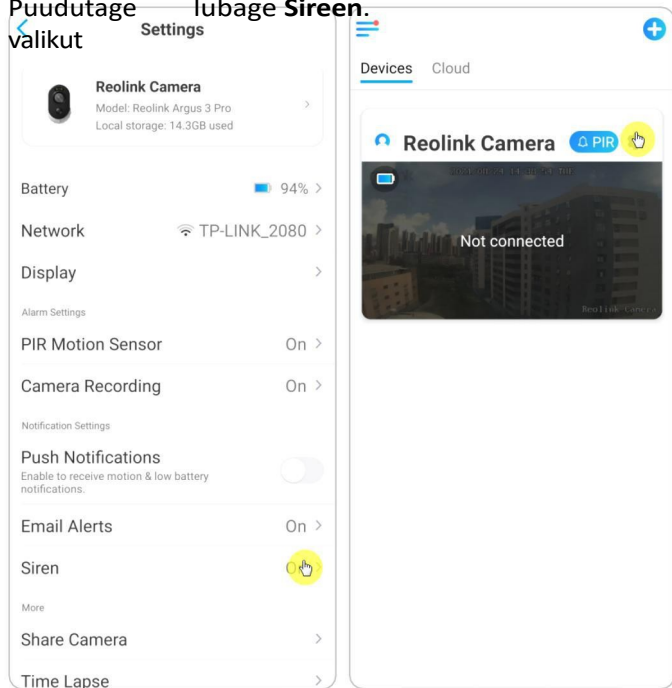 Puudutage lubage Sireen.
valikut
Settings
Reolink Camera
Model: Reolink Argus 3 Pro
Local storage: 14.3GB used
Battery 94%
Network TP-LINK_2080
Display
Alarm Settings
PIR Motion Sensor On
Camera Recording On
Notification Settings
Push Notifications
Enable to receive motion & low battery
notifications.
Email Alerts On
Siren
More
Share Camera
Time Lapse
Devices Cloud
Reolink Camera PIR
Not connected
Reolink Camera